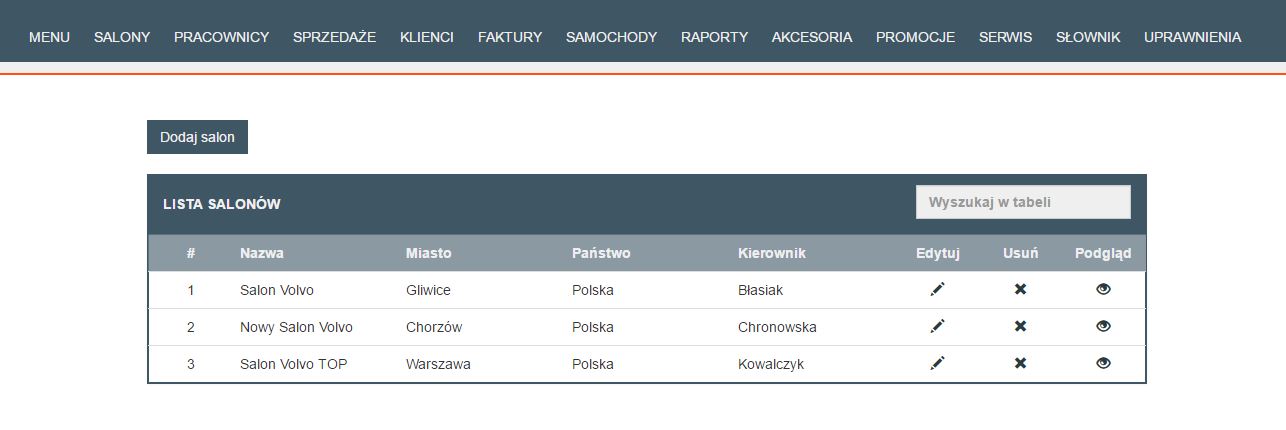 MENU SALONY PRACOWNICY SPRZEDAŻE KLIENCI FAKTURY SAMOCHODY RAPORTY AKCESORIA PROMOCJE SERWIS SŁOWNIK UPRAWNIENIA
Dodaj salon
LISTA SALONÓW Wyszukaj w tabeli
# Nazwa Miasto Państwo Kierownik Edytuj Usuń Podgląd
1 Salon Volvo Gliwice Polska Błasiak
2 Nowy Salon Volvo Chorzów Polska Chronowska
3 Salon Volvo TOP Warszawa Polska Kowalczyk